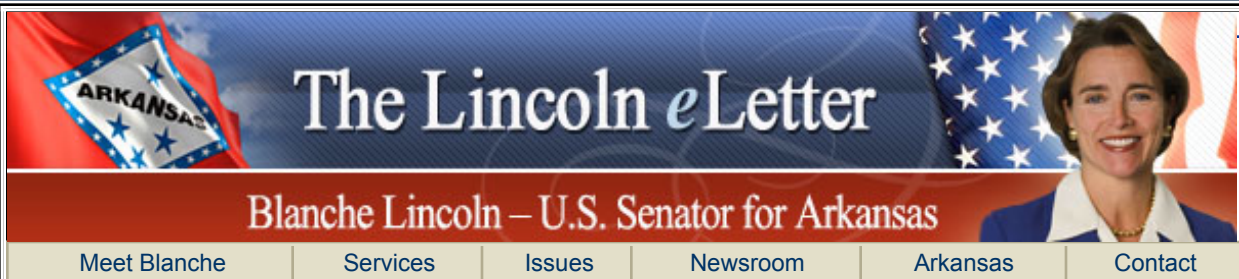 ARKANSAS
The Lincoln eLetter
Blanche Lincoln – U.S. Senator for Arkansas
Meet Blanche Services Issues Newsroom Arkansas Contact